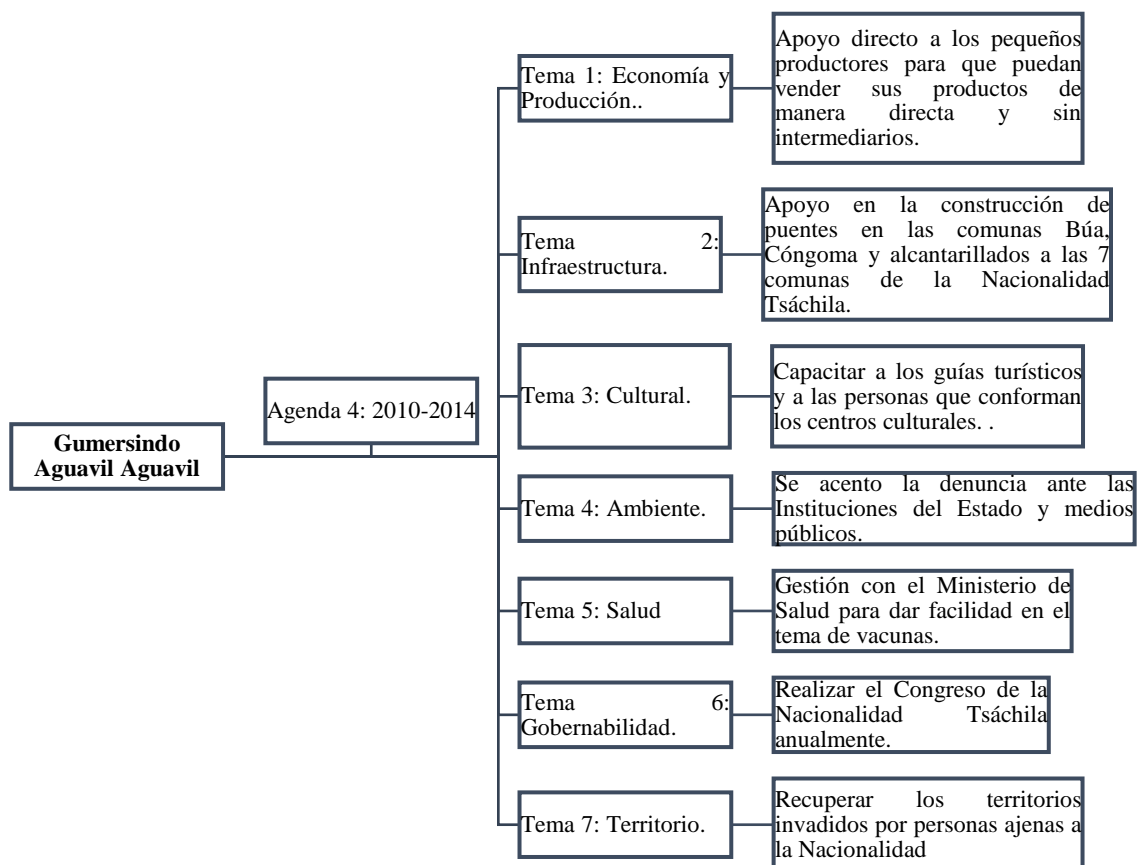 Gumersindo
Aguavil Aguavil
Agenda 4: 2010-2014
Tema 1: Economía y
Producción..
Apoyo directo a los pequeños
productores para que puedan
vender sus productos de
manera directa y sin
intermediarios.
Tema 2:
Infraestructura.
Apoyo en la construcción de
puentes en las comunas Búa,
Cóngoma y alcantarillados a las 7
comunas de la Nacionalidad
Tsáchila.
Tema 3: Cultural.
Capacitar a los guías turísticos
y a las personas que conforman
los centros culturales. .
Tema 4: Ambiente.
Se acento la denuncia ante las
Instituciones del Estado y medios
públicos.
Tema 5: Salud
Gestión con el Ministerio de
Salud para dar facilidad en el
tema de vacunas.
Tema 6:
Gobernabilidad.
Realizar el Congreso de la
Nacionalidad Tsáchila
anualmente.
Tema 7: Territorio.
Recuperar los territorios
invadidos por personas ajenas a
la Nacionalidad